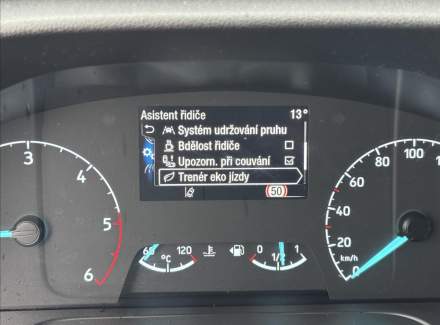 Asistent řidiče 13°
Systém udržování pruhu
Bdělost řidiče
Upozorn. při couvání
Trenér eko jízdy
50
3
5
6
60 120
°C
0 1/2 1
100
80
60
40
20
0
km/h